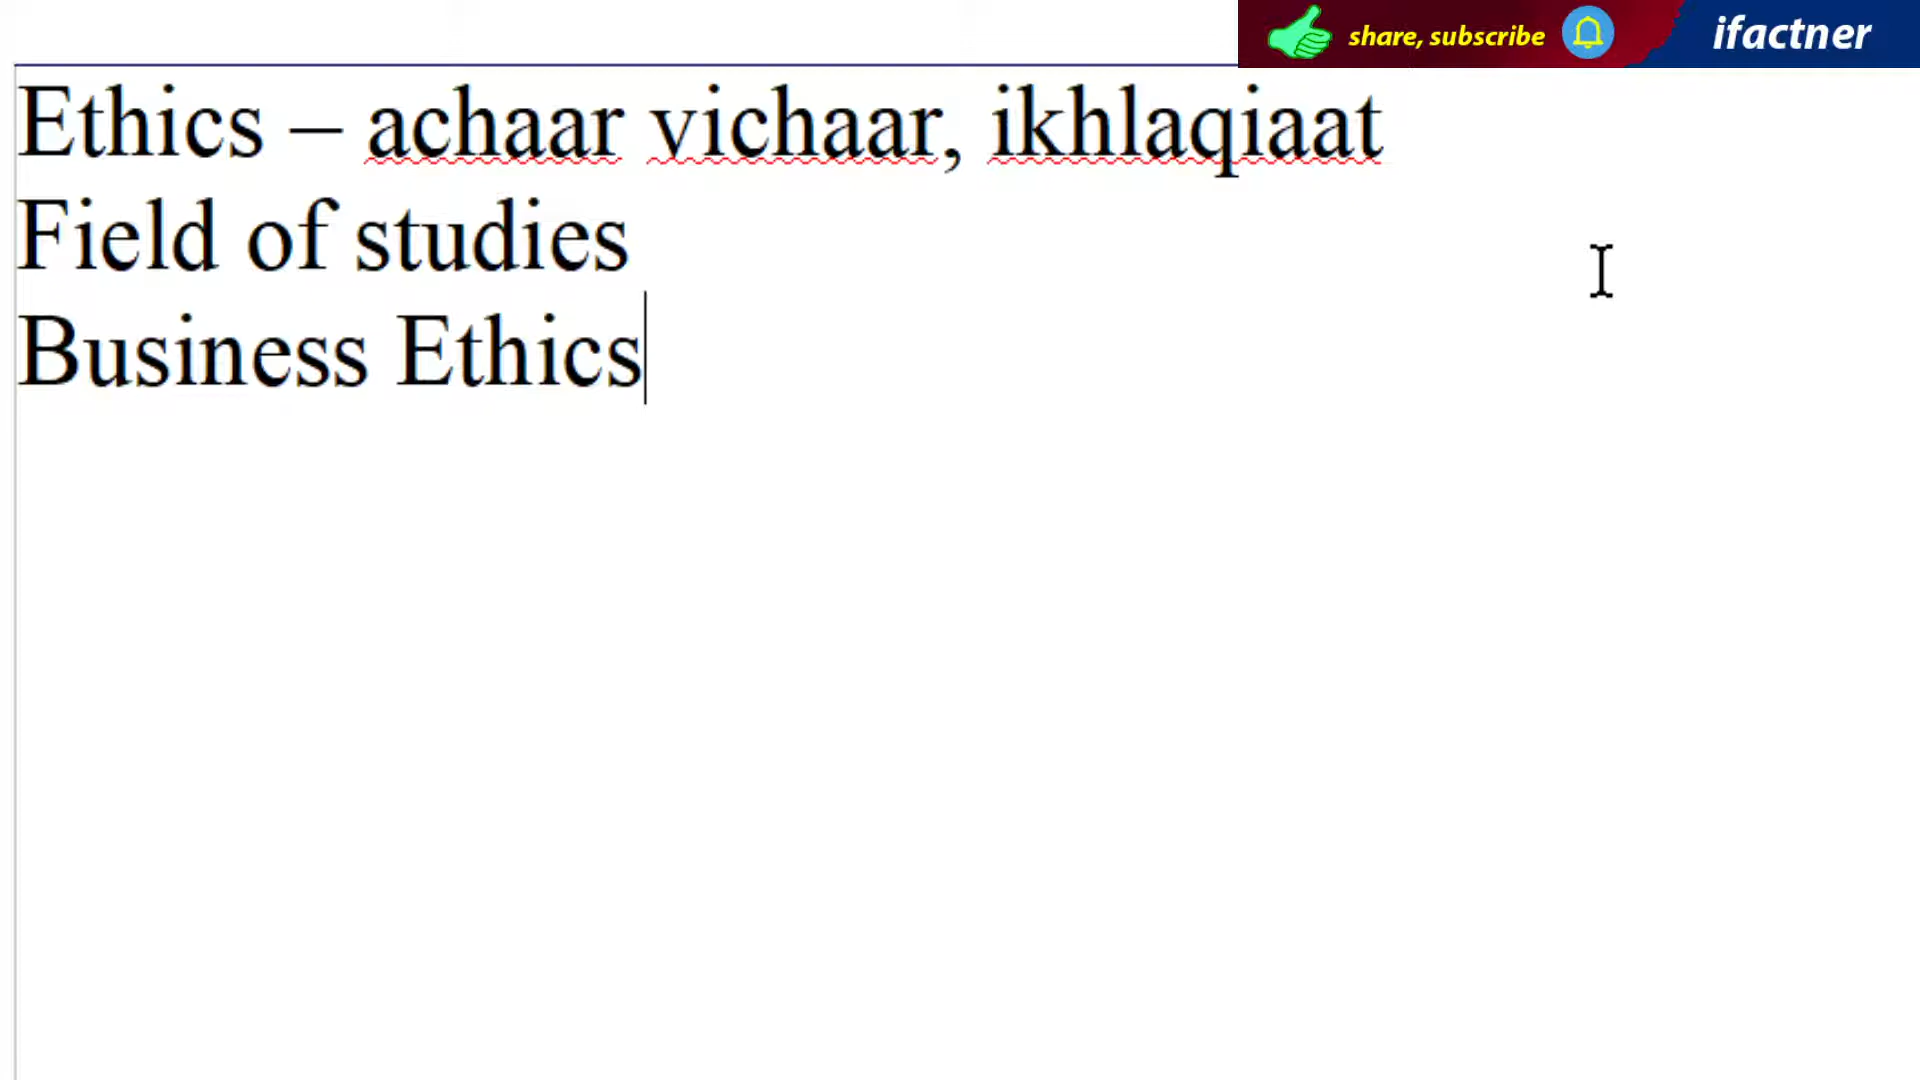 share, subscribe ifactner
Ethics – achaar vichaar, ikhlaqiaat
Field of studies
Business Ethics